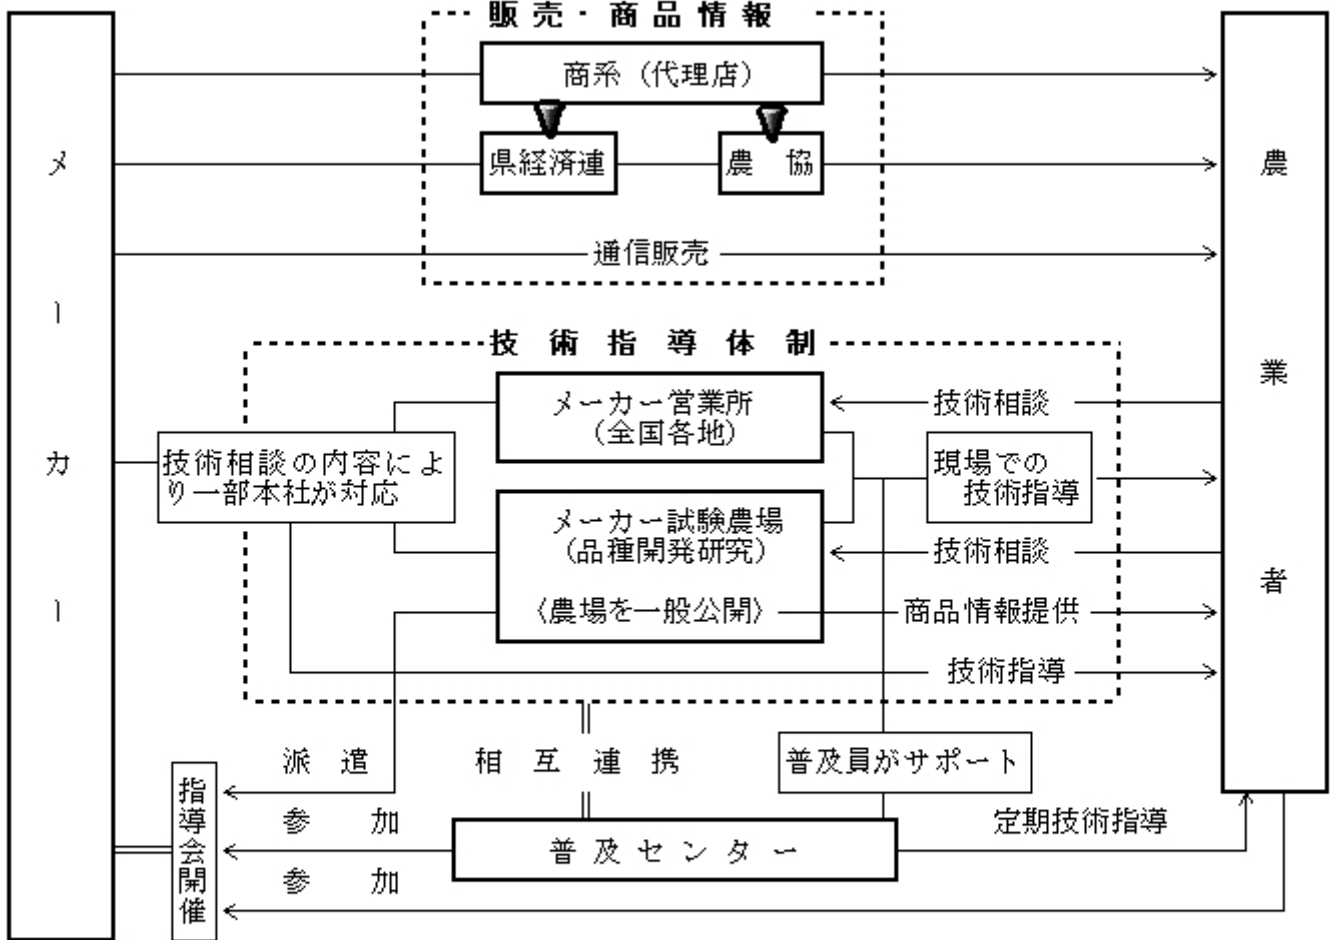 販売・商品情報
商系（代理店）
県経済連
農　協
通信販売
メーカー
農業者
技術指導体制
メーカー営業所
（全国各地）
技術相談
技術相談の内容によ
り一部本社が対応
現場での
技術指導
メーカー試験農場
（品種開発研究）
技術相談
〈農場を一般公開〉
商品情報提供
技術指導
派　遣
相互連携
普及員がサポート
指導会開催
参　加
定期技術指導
普及センター
参　加